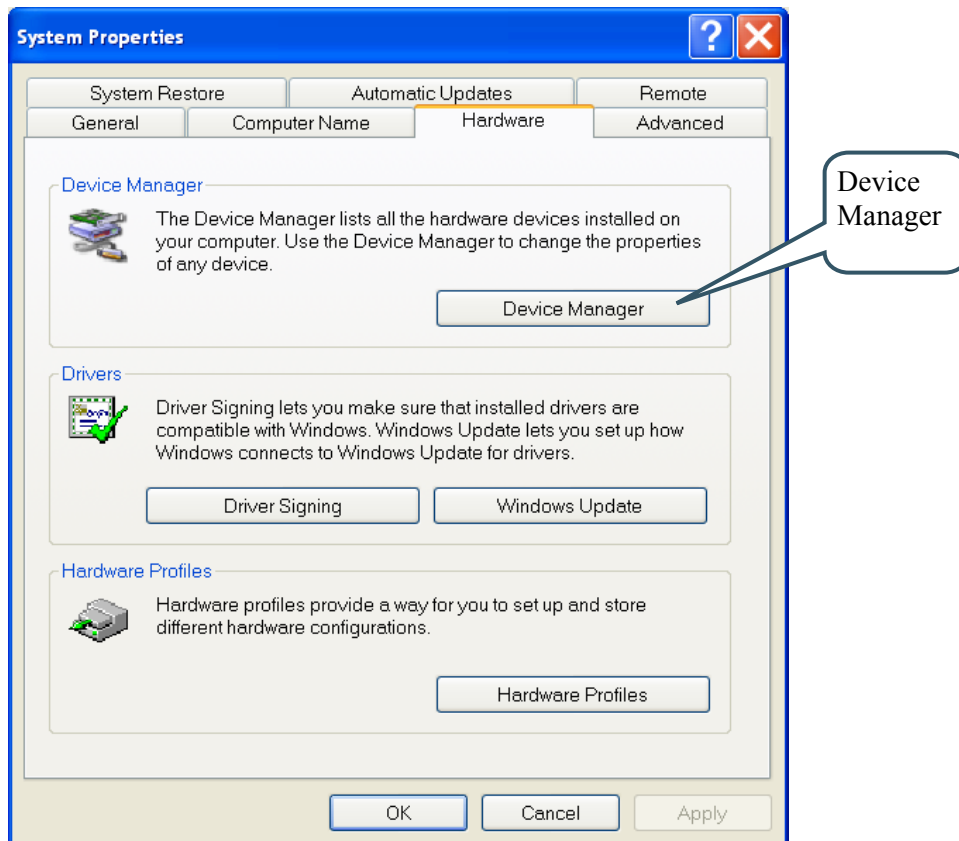 System Properties
System Restore Automatic Updates Remote
General Computer Name Hardware Advanced
Device Manager
The Device Manager lists all the hardware devices installed on
your computer. Use the Device Manager to change the properties
of any device.
Device Manager
Device
Manager
Drivers
Driver Signing lets you make sure that installed drivers are
compatible with Windows. Windows Update lets you set up how
Windows connects to Windows Update for drivers.
Driver Signing Windows Update
Hardware Profiles
Hardware profiles provide a way for you to set up and store
different hardware configurations.
Hardware Profiles
OK Cancel Apply